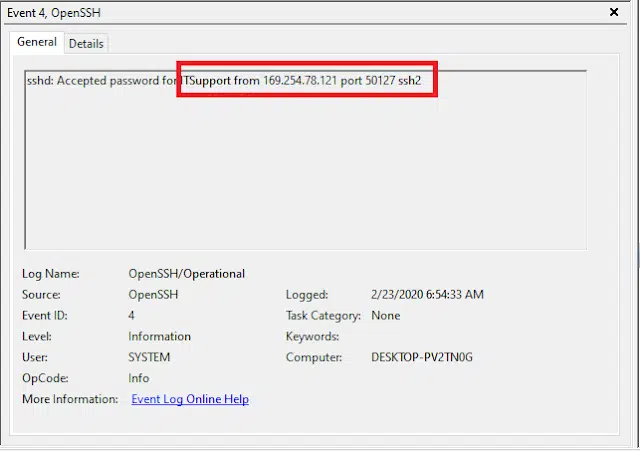 Event 4, OpenSSH
General Details
sshd: Accepted password for ITSupport from 169.254.78.121 port 50127 ssh2
Log Name: OpenSSH/Operational
Source: OpenSSH Logged: 2/23/2020 6:54:33 AM
Event ID: 4 Task Category: None
Level: Information Keywords:
User: SYSTEM Computer: DESKTOP-PV2TN0G
OpCode: Info
More Information: Event Log Online Help